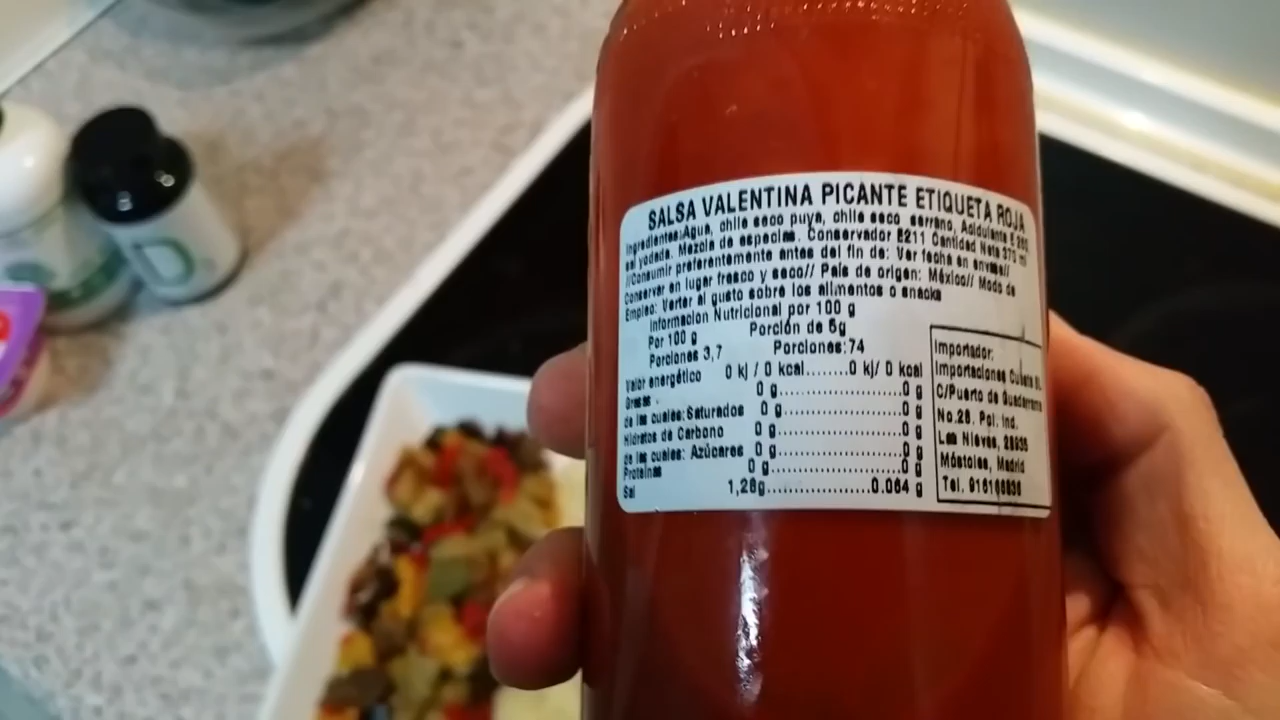 SALSA VALENTINA PICANTE ETIQUETA ROJA
Ingredientes:Agua, chile seco puya, chile seco serrano, Acidulante E 260
sal yodada. Mezcla de especias. Conservador E211 Cantidad Neta 370 ml
//Consumir preferentemente antes del fin de: Ver fecha en envase//
Conservar en lugar fresco y seco// País de origen: México// Modo de
Empleo: Verter al gusto sobre los alimentos o snacks
Informacion Nutricional por 100 g
Por 100 g Porción de 5g
Porciones 3,7 Porciones:74
Valor energético 0 kj / 0 kcal........0 kj/ 0 kcal
Grasas 0 g...........................0 g
de las cuales:Saturados 0 g...........................0 g
Hidratos de Carbono 0 g...........................0 g
de las cuales: Azúcares 0 g...........................0 g
Proteinas 0 g...........................0 g
Sal 1,28g......................0.064 g
Importador:
Importaciones
C/Puerto de Guadarrama
No.28. Pol. Ind.
Las Nieves, 28935
Móstoles, Madrid
Tel.
D